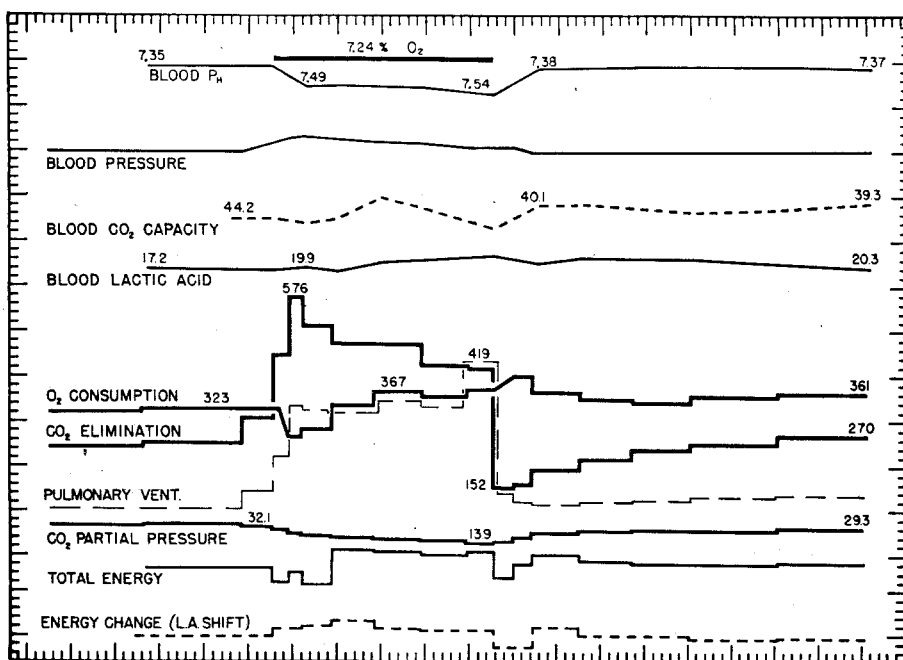 7.24 % O₂
7.35 7.49 7.54 7.38 7.37
BLOOD PH
BLOOD PRESSURE
44.2 40.1 39.3
BLOOD CO₂ CAPACITY
17.2 19.9 20.3
BLOOD LACTIC ACID
576
419
O₂ CONSUMPTION 323 367 361
CO₂ ELIMINATION 270
152
PULMONARY VENT.
32.1 13.9 29.3
CO₂ PARTIAL PRESSURE
TOTAL ENERGY
ENERGY CHANGE (L.A. SHIFT)